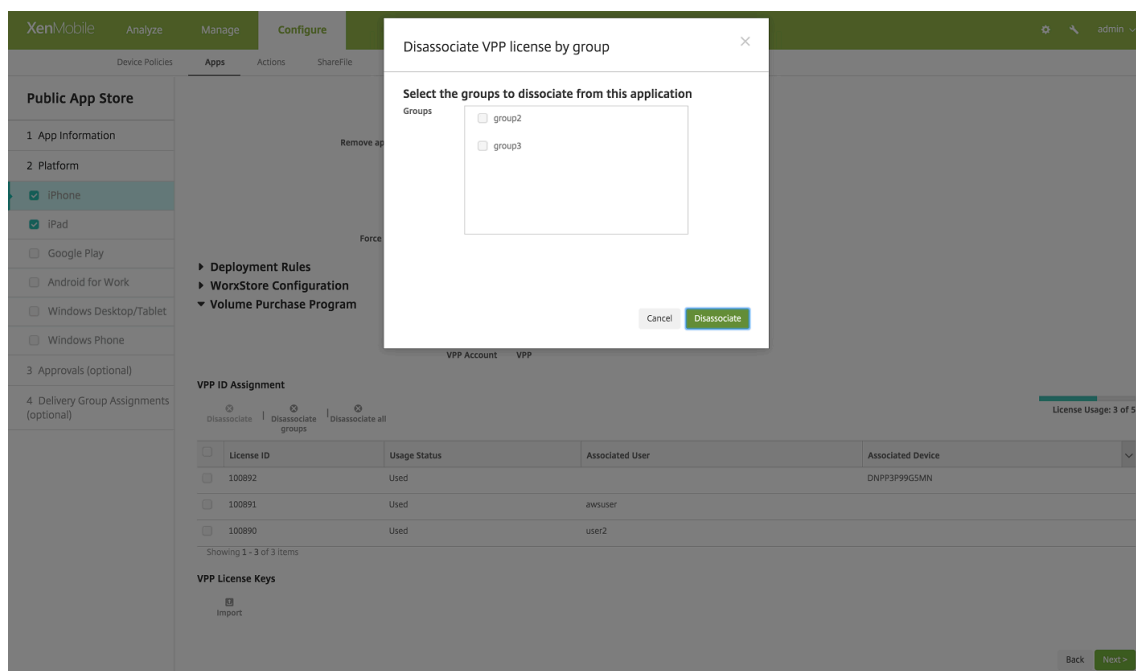 XenMobile Analyze Manage Configure admin
Device Policies Apps Actions ShareFile
Disassociate VPP license by group
Select the groups to dissociate from this application
Groups
group2
group3
Cancel Disassociate
Public App Store
1 App Information
2 Platform
iPhone
iPad
Google Play
Android for Work
Windows Desktop/Tablet
Windows Phone
3 Approvals (optional)
4 Delivery Group Assignments
(optional)
Remove ap
Force
Deployment Rules
WorxStore Configuration
Volume Purchase Program
VPP Account VPP
VPP ID Assignment
Disassociate | Disassociate groups | Disassociate all
License Usage: 3 of 5
License ID Usage Status Associated User Associated Device
100892 Used DNPP3P99G5MN
100891 Used awsuser
100890 Used user2
Showing 1 - 3 of 3 items
VPP License Keys
Import
Back Next >